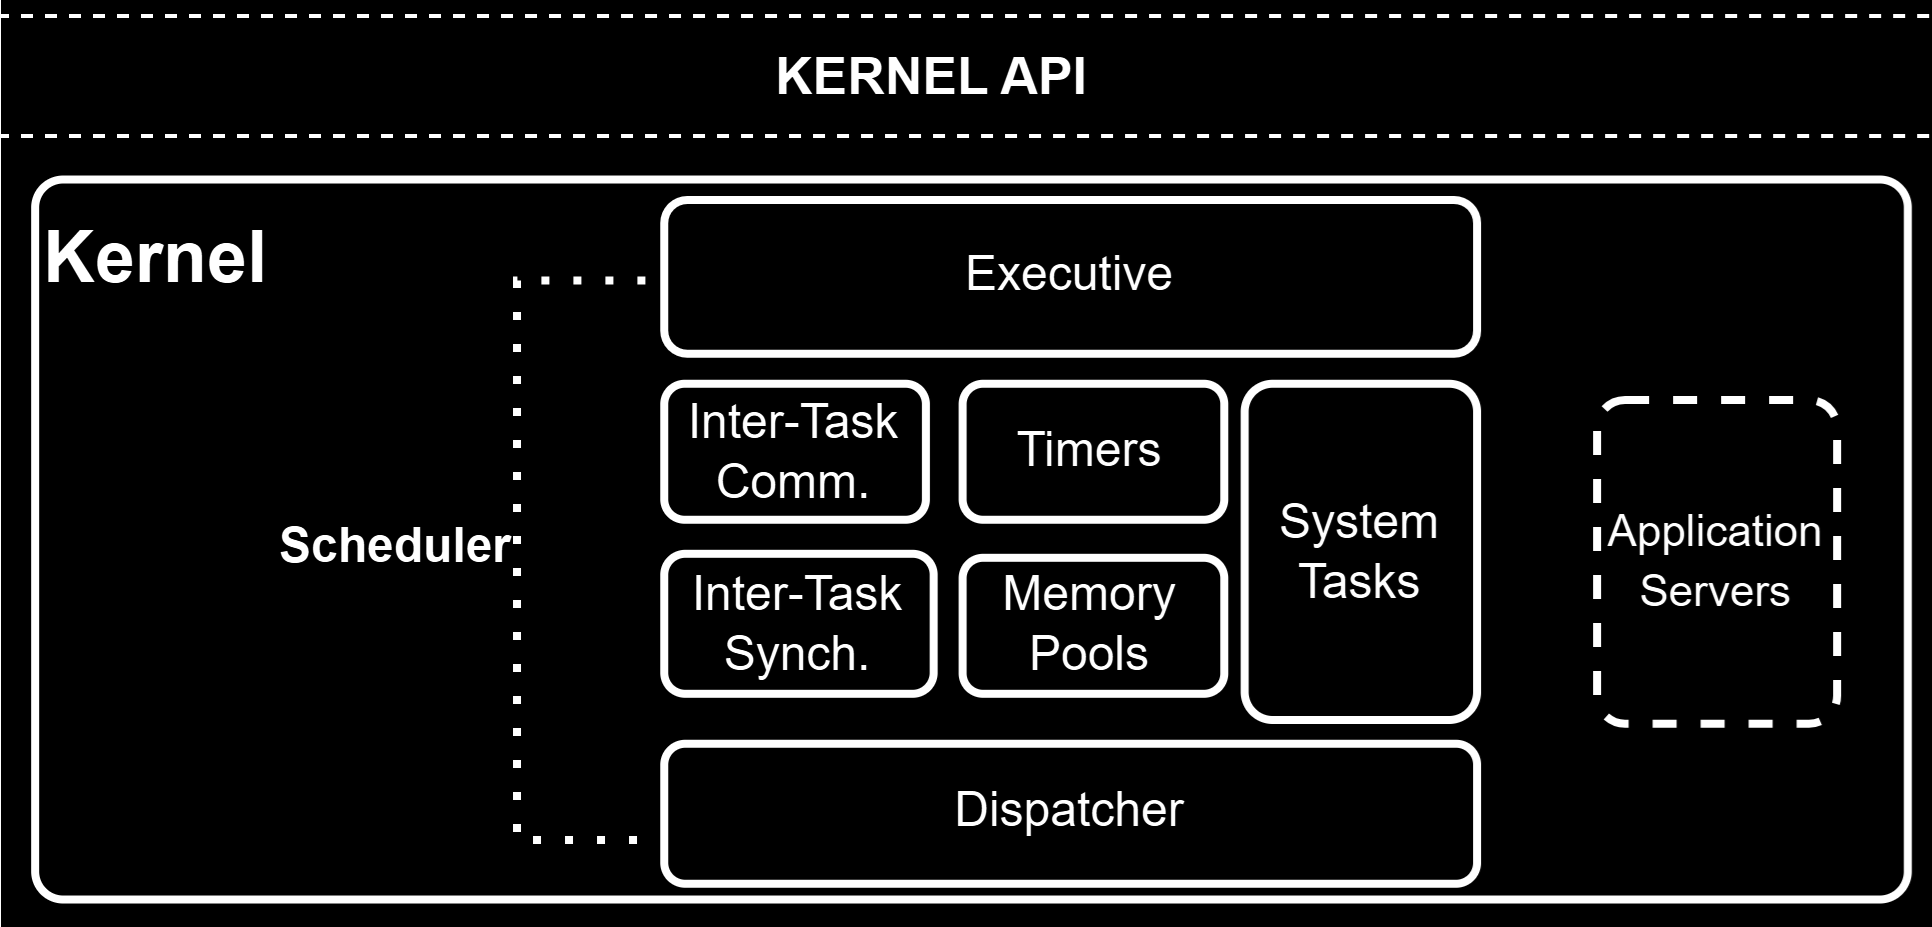 KERNEL API
Kernel
Executive
Inter-Task
Comm.
Timers
System
Tasks
Application
Servers
Scheduler
Inter-Task
Synch.
Memory
Pools
Dispatcher